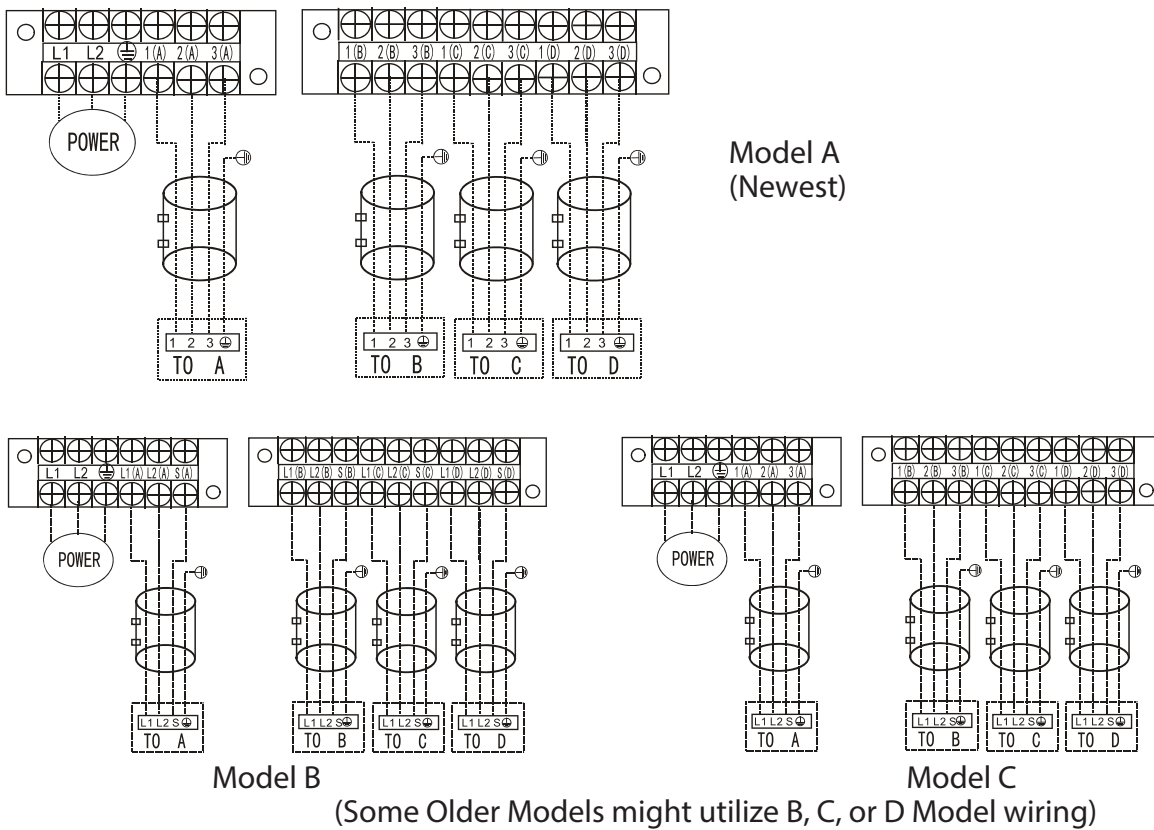 L1 L2 ⏚ 1(A) 2(A) 3(A)
1(B) 2(B) 3(B) 1(C) 2(C) 3(C) 1(D) 2(D) 3(D)
POWER
Model A
(Newest)
1 2 3 ⏚
TO A
1 2 3 ⏚
TO B
1 2 3 ⏚
TO C
1 2 3 ⏚
TO D
L1 L2 ⏚ L1(A) L2(A) S(A)
L1(B) L2(B) S(B) L1(C) L2(C) S(C) L1(D) L2(D) S(D)
POWER
L1 L2 S ⏚
TO A
L1 L2 S ⏚
TO B
L1 L2 S ⏚
TO C
L1 L2 S ⏚
TO D
Model B
L1 L2 ⏚ 1(A) 2(A) 3(A)
1(B) 2(B) 3(B) 1(C) 2(C) 3(C) 1(D) 2(D) 3(D)
POWER
L1 L2 S ⏚
TO A
L1 L2 S ⏚
TO B
L1 L2 S ⏚
TO C
L1 L2 S ⏚
TO D
Model C
(Some Older Models might utilize B, C, or D Model wiring)